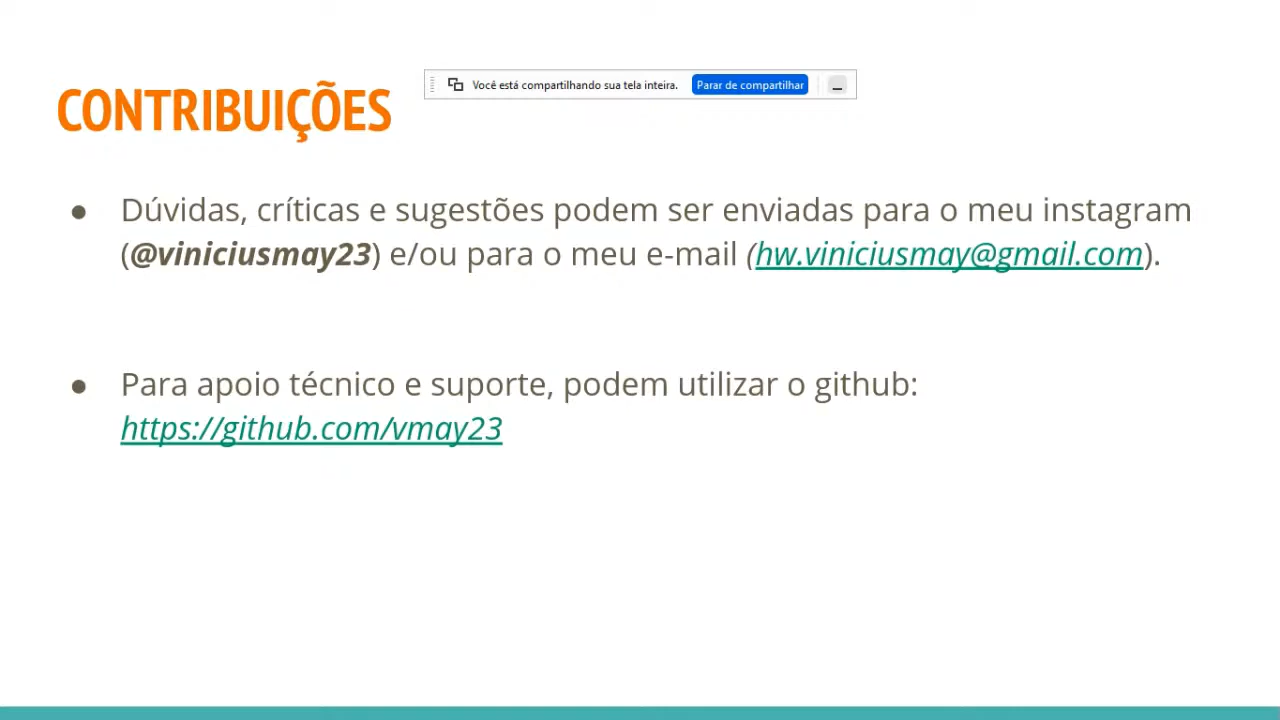 Você está compartilhando sua tela inteira. Parar de compartilhar
CONTRIBUIÇÕES
● Dúvidas, críticas e sugestões podem ser enviadas para o meu instagram
(@viniciusmay23) e/ou para o meu e-mail (hw.viniciusmay@gmail.com).
● Para apoio técnico e suporte, podem utilizar o github:
https://github.com/vmay23